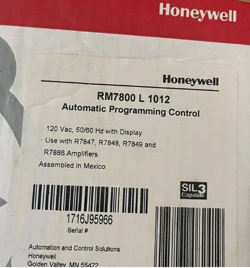 Honeywell
Honeywell
RM7800 L 1012
Automatic Programming Control
120 Vac, 50/60 Hz with Display
Use with R7847, R7848, R7849 and
R7886 Amplifiers
Assembled in Mexico
SIL 3
Capable
1716J95966
Serial #
Automation and Control Solutions
Honeywell
Golden Valley, MN 55422